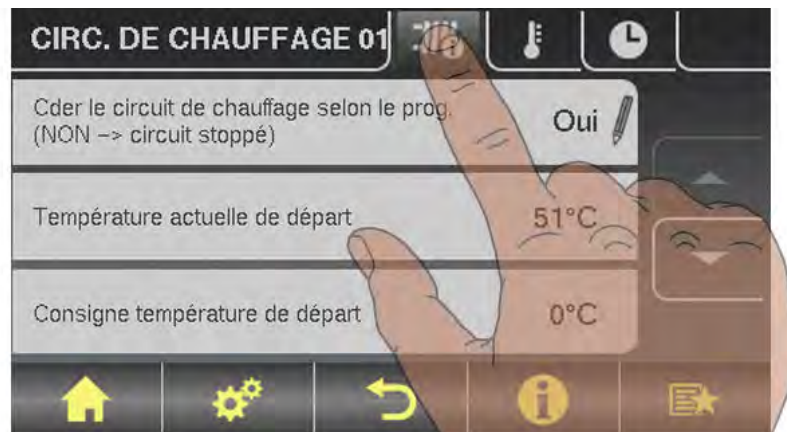 CIRC. DE CHAUFFAGE 01
Cder le circuit de chauffage selon le prog.
(NON -> circuit stoppé)
Oui
Température actuelle de départ
51°C
Consigne température de départ
0°C